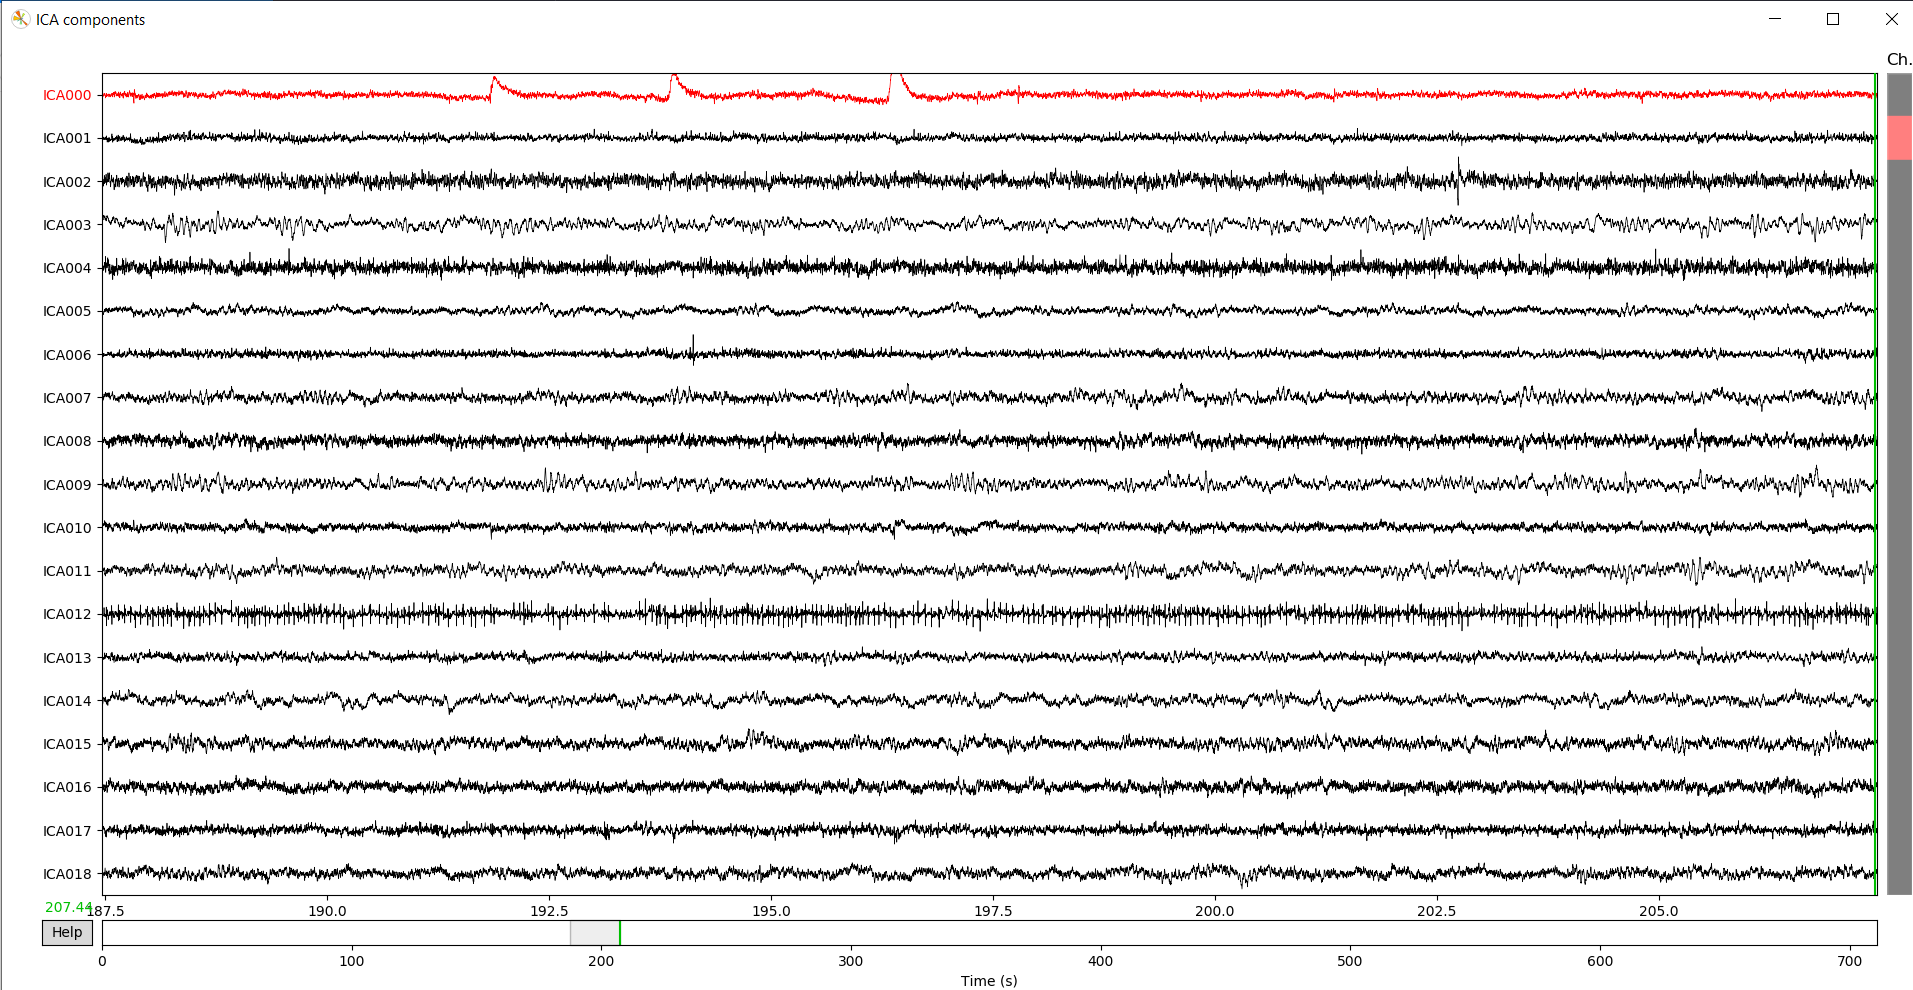 ICA components
Ch.
ICA000
ICA001
ICA002
ICA003
ICA004
ICA005
ICA006
ICA007
ICA008
ICA009
ICA010
ICA011
ICA012
ICA013
ICA014
ICA015
ICA016
ICA017
ICA018
207.44
187.5 190.0 192.5 195.0 197.5 200.0 202.5 205.0
Help
0 100 200 300 400 500 600 700
Time (s)